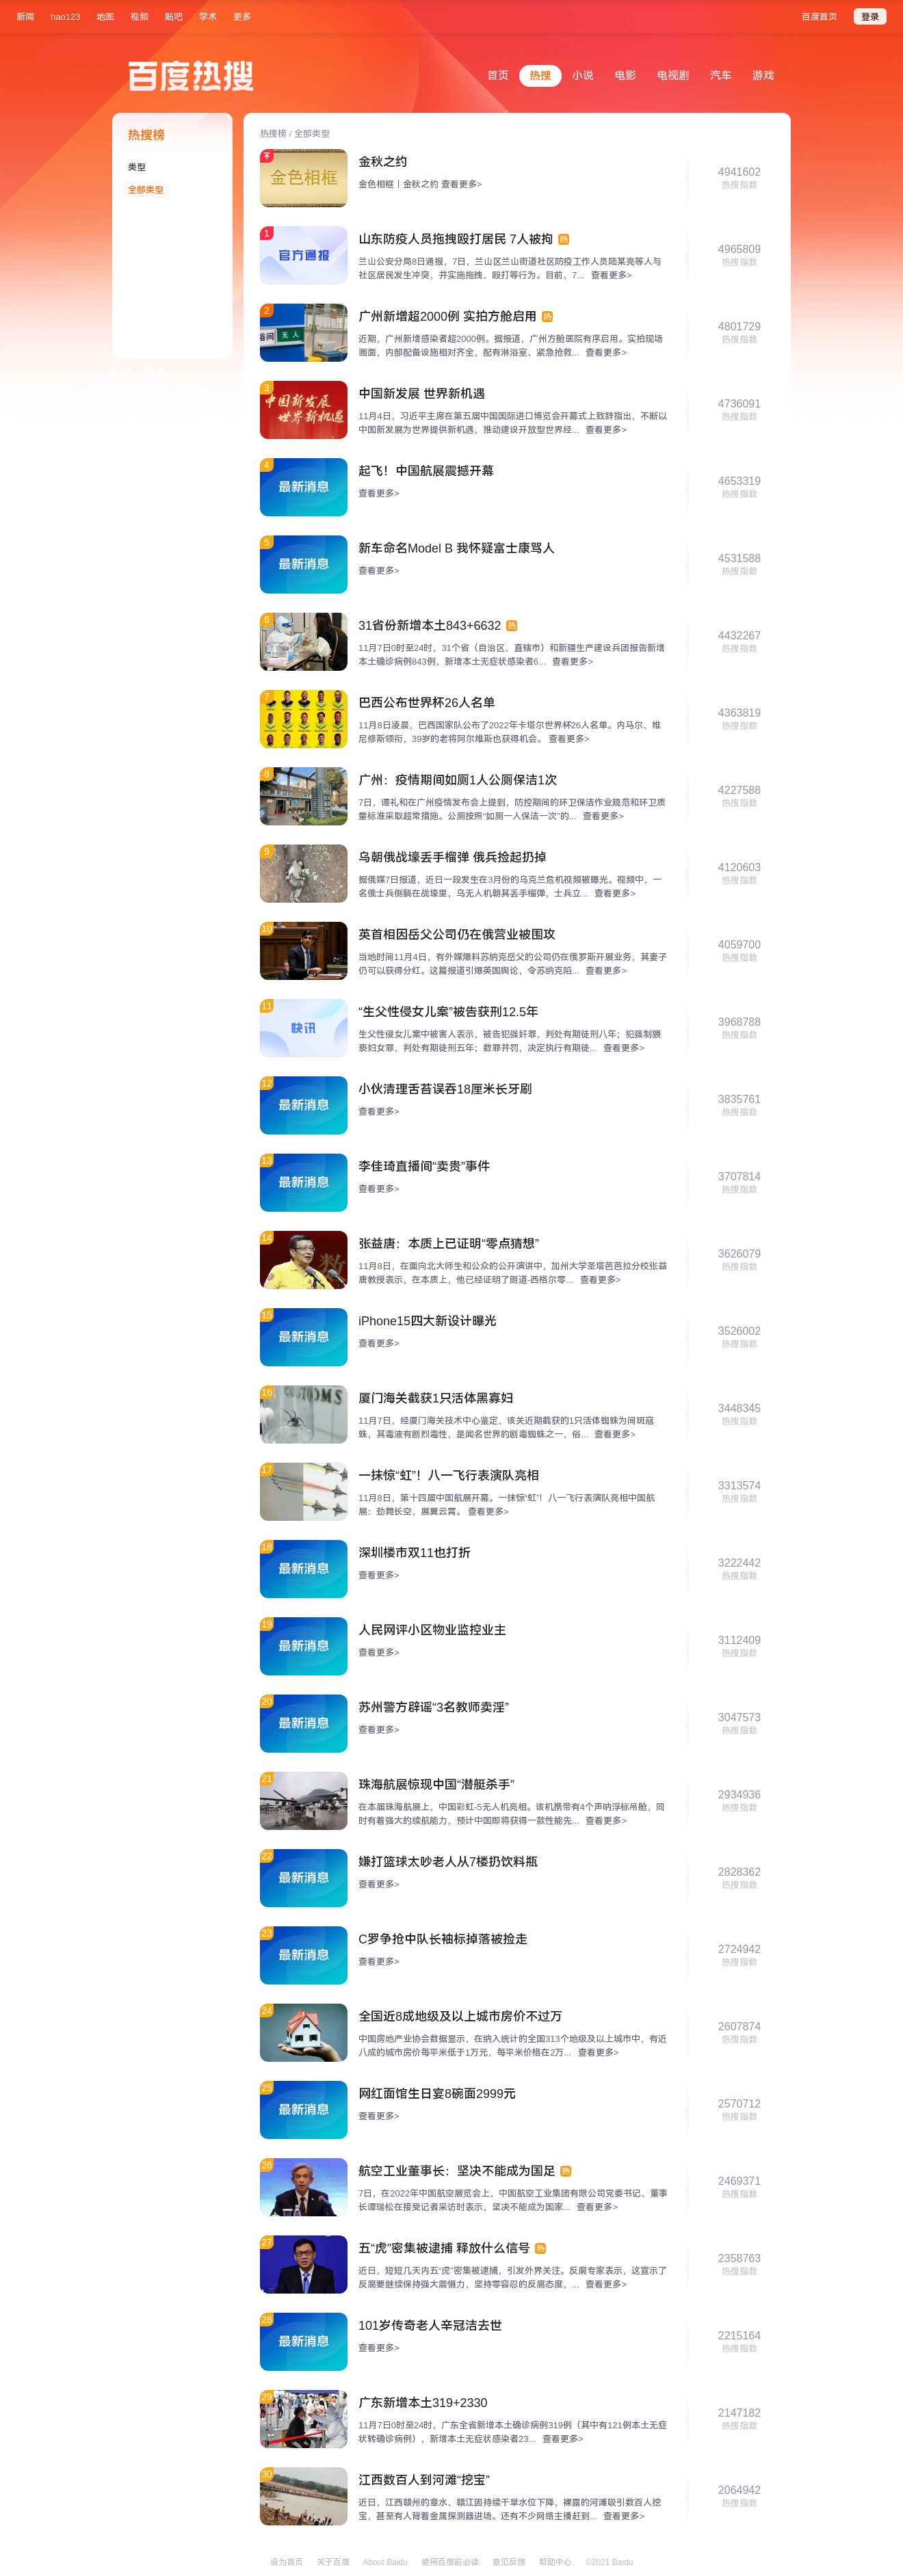 新闻 hao123 地图 视频 贴吧 学术 更多 百度首页 登录
百度热搜
首页 热搜 小说 电影 电视剧 汽车 游戏
热搜榜
类型
全部类型
热搜榜 / 全部类型
金色相框
金秋之约
金色相框丨金秋之约 查看更多>
4941602
热搜指数
1
官方通报
山东防疫人员拖拽殴打居民 7人被拘 热
兰山公安分局8日通报，7日，兰山区兰山街道社区防疫工作人员陆某亮等人与
社区居民发生冲突，并实施拖拽、殴打等行为。目前，7... 查看更多>
4965809
热搜指数
2
浴间
无人
广州新增超2000例 实拍方舱启用 热
近期，广州新增感染者超2000例。据报道，广州方舱医院有序启用。实拍现场
画面，内部配备设施相对齐全，配有淋浴室、紧急抢救... 查看更多>
4801729
热搜指数
3
中国新发展
世界新机遇
中国新发展 世界新机遇
11月4日，习近平主席在第五届中国国际进口博览会开幕式上致辞指出，不断以
中国新发展为世界提供新机遇，推动建设开放型世界经... 查看更多>
4736091
热搜指数
4
最新消息
起飞！中国航展震撼开幕
查看更多>
4653319
热搜指数
5
最新消息
新车命名Model B 我怀疑富士康骂人
查看更多>
4531588
热搜指数
6
31省份新增本土843+6632 热
11月7日0时至24时，31个省（自治区、直辖市）和新疆生产建设兵团报告新增
本土确诊病例843例，新增本土无症状感染者6... 查看更多>
4432267
热搜指数
7
巴西公布世界杯26人名单
11月8日凌晨，巴西国家队公布了2022年卡塔尔世界杯26人名单。内马尔、维
尼修斯领衔，39岁的老将阿尔维斯也获得机会。 查看更多>
4363819
热搜指数
8
广州：疫情期间如厕1人公厕保洁1次
7日，谭礼和在广州疫情发布会上提到，防控期间的环卫保洁作业规范和环卫质
量标准采取超常措施。公厕按照“如厕一人保洁一次”的... 查看更多>
4227588
热搜指数
9
乌朝俄战壕丢手榴弹 俄兵捡起扔掉
据俄媒7日报道，近日一段发生在3月份的乌克兰危机视频被曝光。视频中，一
名俄士兵侧躺在战壕里，乌无人机朝其丢手榴弹，士兵立... 查看更多>
4120603
热搜指数
10
英首相因岳父公司仍在俄营业被围攻
当地时间11月4日，有外媒爆料苏纳克岳父的公司仍在俄罗斯开展业务，其妻子
仍可以获得分红。这篇报道引爆英国舆论，令苏纳克陷... 查看更多>
4059700
热搜指数
11
快讯
“生父性侵女儿案”被告获刑12.5年
生父性侵女儿案中被害人表示，被告犯强奸罪，判处有期徒刑八年；犯强制猥
亵妇女罪，判处有期徒刑五年；数罪并罚，决定执行有期徒... 查看更多>
3968788
热搜指数
12
最新消息
小伙清理舌苔误吞18厘米长牙刷
查看更多>
3835761
热搜指数
13
最新消息
李佳琦直播间“卖贵”事件
查看更多>
3707814
热搜指数
14
张益唐：本质上已证明“零点猜想”
11月8日，在面向北大师生和公众的公开演讲中，加州大学圣塔芭芭拉分校张益
唐教授表示，在本质上，他已经证明了朗道-西格尔零... 查看更多>
3626079
热搜指数
15
最新消息
iPhone15四大新设计曝光
查看更多>
3526002
热搜指数
16
厦门海关截获1只活体黑寡妇
11月7日，经厦门海关技术中心鉴定，该关近期截获的1只活体蜘蛛为间斑寇
蛛，其毒液有剧烈毒性，是闻名世界的剧毒蜘蛛之一，俗... 查看更多>
3448345
热搜指数
17
一抹惊“虹”！八一飞行表演队亮相
11月8日，第十四届中国航展开幕。一抹惊“虹”！八一飞行表演队亮相中国航
展：劲舞长空，展翼云霄。 查看更多>
3313574
热搜指数
18
最新消息
深圳楼市双11也打折
查看更多>
3222442
热搜指数
19
最新消息
人民网评小区物业监控业主
查看更多>
3112409
热搜指数
20
最新消息
苏州警方辟谣“3名教师卖淫”
查看更多>
3047573
热搜指数
21
珠海航展惊现中国“潜艇杀手”
在本届珠海航展上，中国彩虹-5无人机亮相。该机携带有4个声呐浮标吊舱，同
时有着强大的续航能力，预计中国即将获得一款性能先... 查看更多>
2934936
热搜指数
22
最新消息
嫌打篮球太吵老人从7楼扔饮料瓶
查看更多>
2828362
热搜指数
23
最新消息
C罗争抢中队长袖标掉落被捡走
查看更多>
2724942
热搜指数
24
全国近8成地级及以上城市房价不过万
中国房地产业协会数据显示，在纳入统计的全国313个地级及以上城市中，有近
八成的城市房价每平米低于1万元，每平米价格在2万... 查看更多>
2607874
热搜指数
25
最新消息
网红面馆生日宴8碗面2999元
查看更多>
2570712
热搜指数
26
航空工业董事长：坚决不能成为国足 热
7日，在2022年中国航空展览会上，中国航空工业集团有限公司党委书记、董事
长谭瑞松在接受记者采访时表示，坚决不能成为国家... 查看更多>
2469371
热搜指数
27
五“虎”密集被逮捕 释放什么信号 热
近日，短短几天内五“虎”密集被逮捕，引发外界关注。反腐专家表示，这宣示了
反腐要继续保持强大震慑力，坚持零容忍的反腐态度，... 查看更多>
2358763
热搜指数
28
最新消息
101岁传奇老人辛冠洁去世
查看更多>
2215164
热搜指数
29
广东新增本土319+2330
11月7日0时至24时，广东全省新增本土确诊病例319例（其中有121例本土无症
状转确诊病例），新增本土无症状感染者23... 查看更多>
2147182
热搜指数
30
江西数百人到河滩“挖宝”
近日，江西赣州的章水、赣江因持续干旱水位下降，裸露的河滩吸引数百人挖
宝，甚至有人背着金属探测器进场。还有不少网络主播赶到... 查看更多>
2064942
热搜指数
设为首页 关于百度 About Baidu 使用百度前必读 意见反馈 帮助中心 ©2021 Baidu